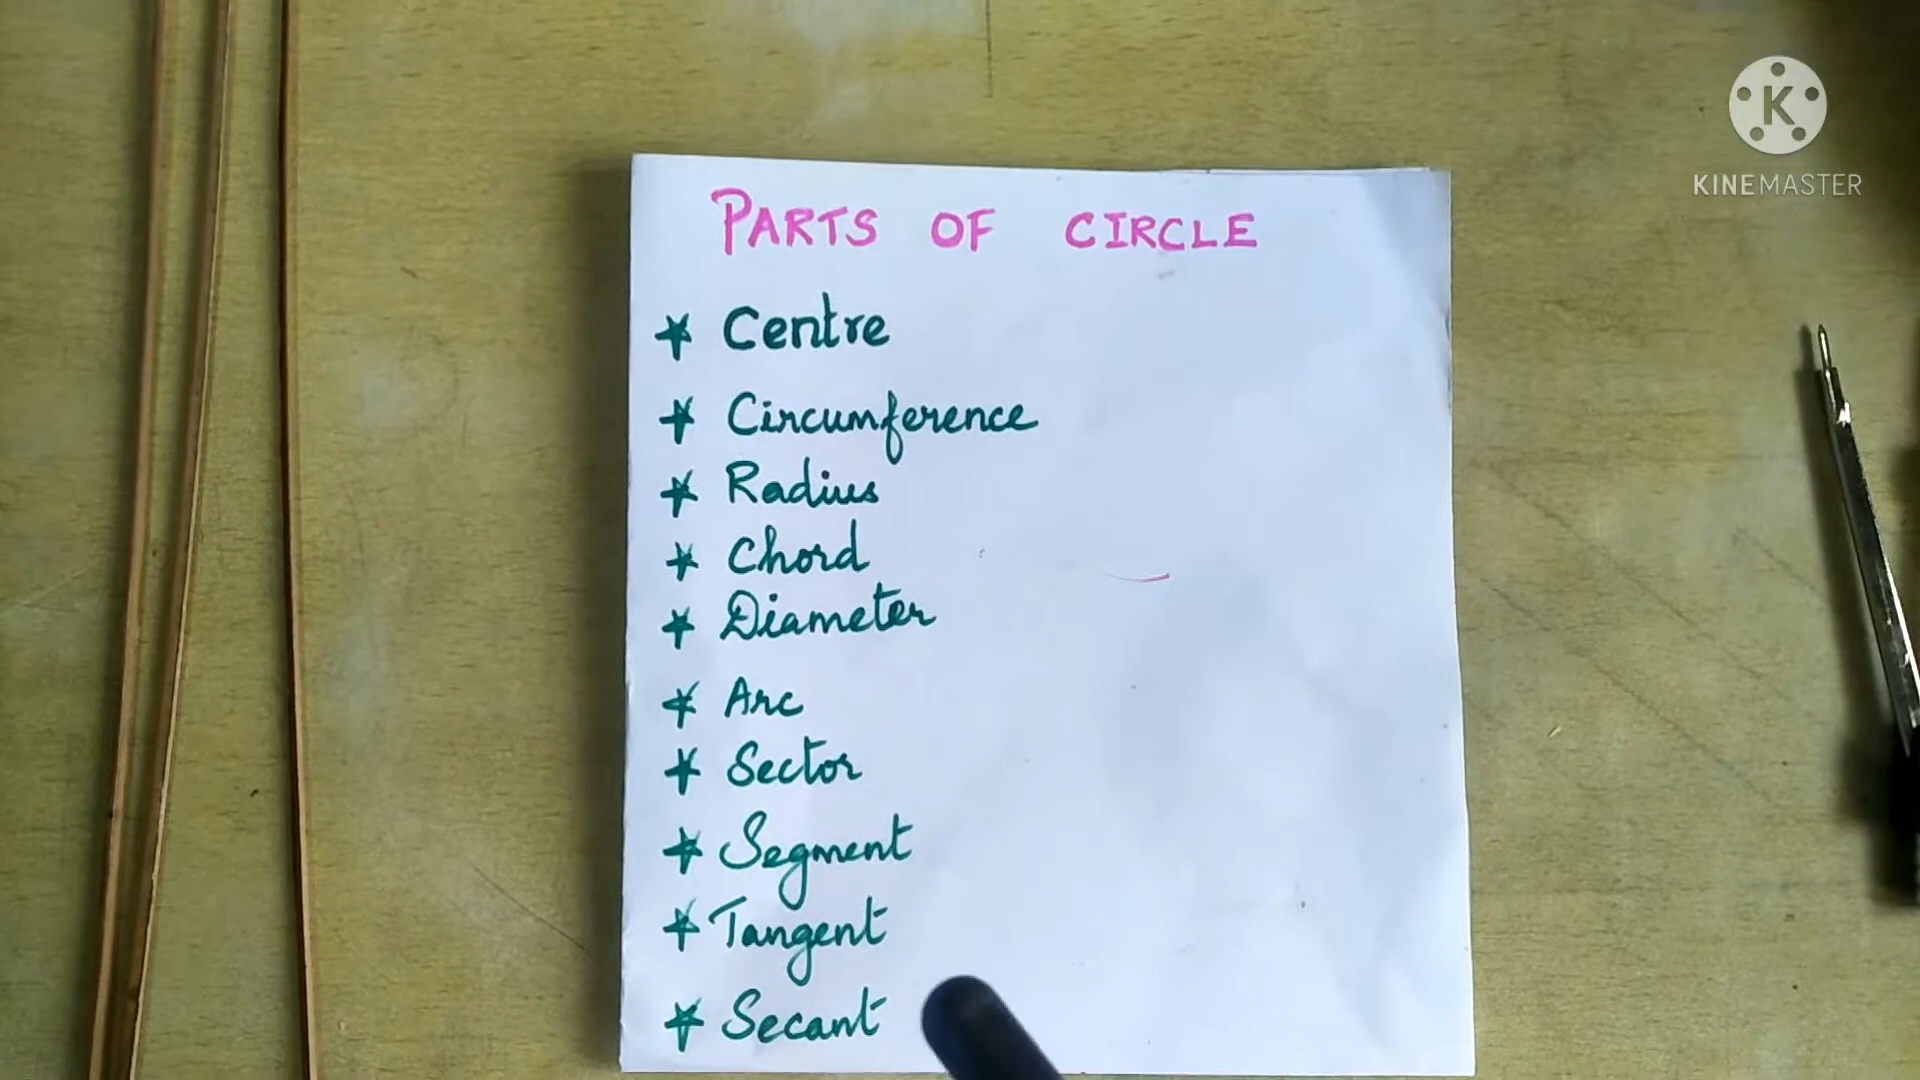 PARTS OF CIRCLE
Centre
Circumference
Radius
Chord
Diameter
Arc
Sector
Segment
Tangent
Secant
K
KINEMASTER